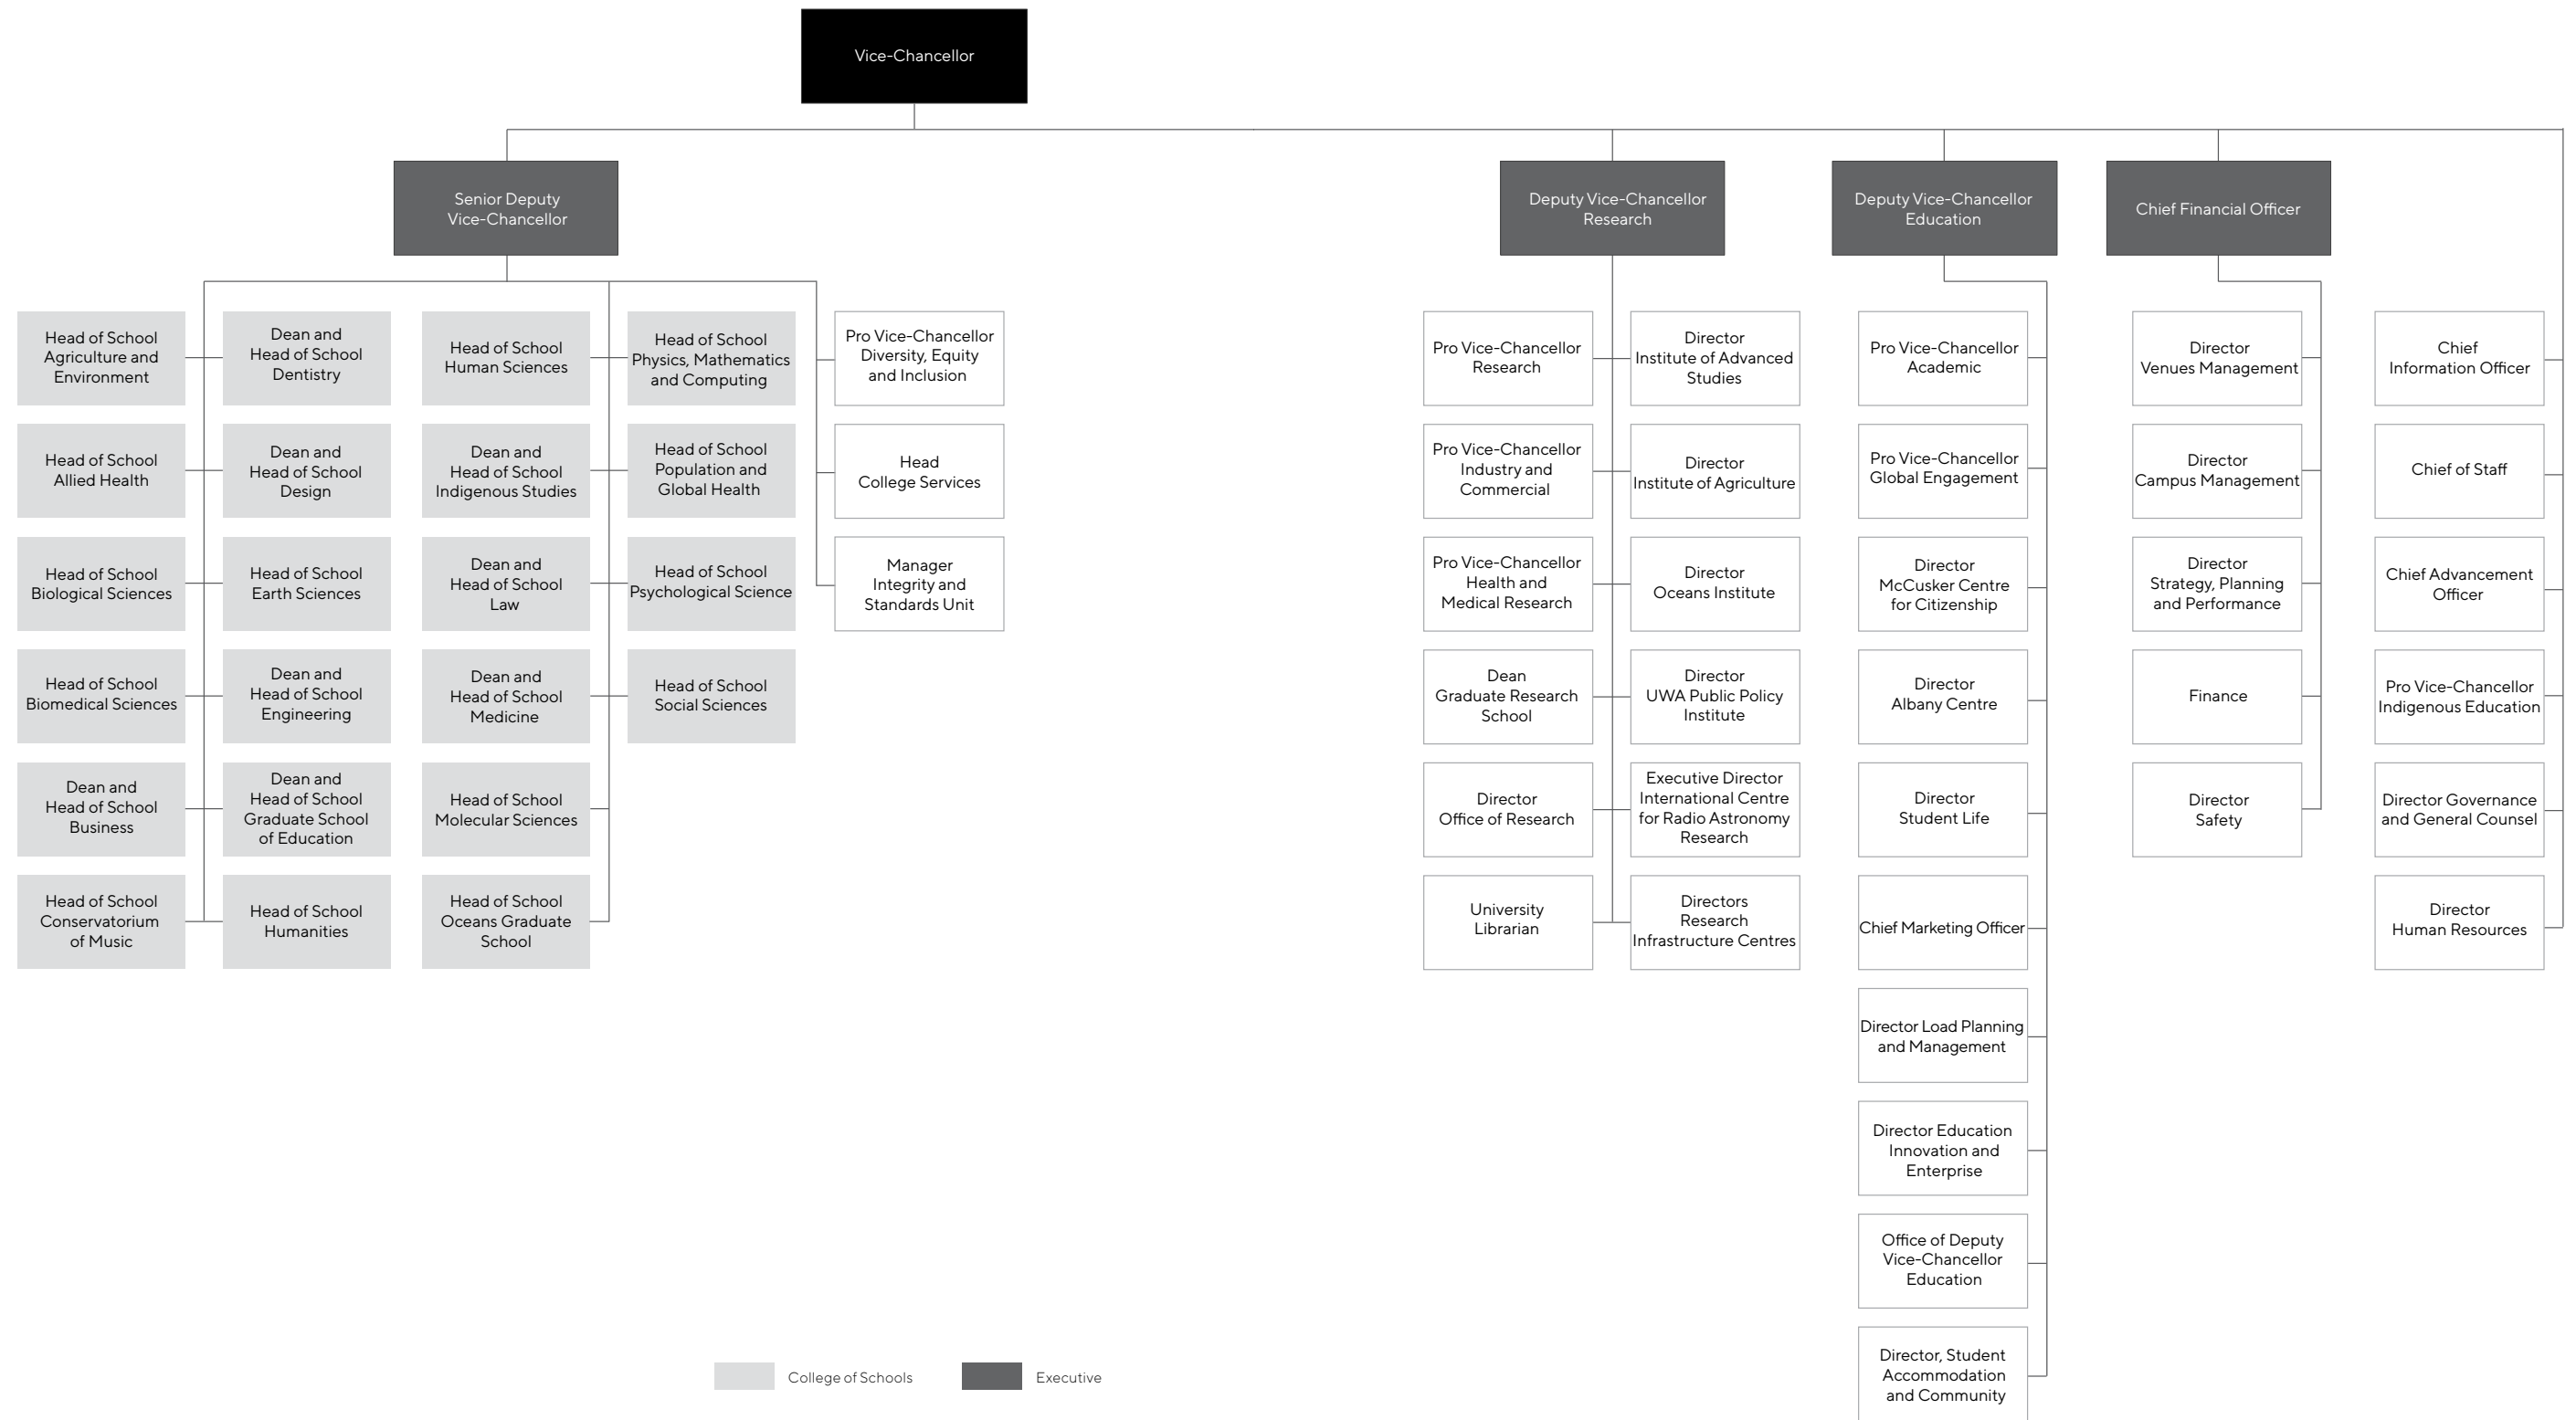 Vice-Chancellor
Senior Deputy
Vice-Chancellor
Deputy Vice-Chancellor
Research
Deputy Vice-Chancellor
Education
Chief Financial Officer
Head of School
Agriculture and
Environment
Head of School
Allied Health
Head of School
Biological Sciences
Head of School
Biomedical Sciences
Dean and
Head of School
Business
Head of School
Conservatorium
of Music
Dean and
Head of School
Dentistry
Dean and
Head of School
Design
Head of School
Earth Sciences
Dean and
Head of School
Engineering
Dean and
Head of School
Graduate School
of Education
Head of School
Humanities
Head of School
Human Sciences
Dean and
Head of School
Indigenous Studies
Dean and
Head of School
Law
Dean and
Head of School
Medicine
Head of School
Molecular Sciences
Head of School
Oceans Graduate
School
Head of School
Physics, Mathematics
and Computing
Head of School
Population and
Global Health
Head of School
Psychological Science
Head of School
Social Sciences
Pro Vice-Chancellor
Diversity, Equity
and Inclusion
Head
College Services
Manager
Integrity and
Standards Unit
Pro Vice-Chancellor
Research
Pro Vice-Chancellor
Industry and
Commercial
Pro Vice-Chancellor
Health and
Medical Research
Dean
Graduate Research
School
Director
Office of Research
University
Librarian
Director
Institute of Advanced
Studies
Director
Institute of Agriculture
Director
Oceans Institute
Director
UWA Public Policy
Institute
Executive Director
International Centre
for Radio Astronomy
Research
Directors
Research
Infrastructure Centres
Pro Vice-Chancellor
Academic
Pro Vice-Chancellor
Global Engagement
Director
McCusker Centre
for Citizenship
Director
Albany Centre
Director
Student Life
Chief Marketing Officer
Director Load Planning
and Management
Director Education
Innovation and
Enterprise
Office of Deputy
Vice-Chancellor
Education
Director, Student
Accommodation
and Community
Director
Venues Management
Director
Campus Management
Director
Strategy, Planning
and Performance
Finance
Director
Safety
Chief
Information Officer
Chief of Staff
Chief Advancement
Officer
Pro Vice-Chancellor
Indigenous Education
Director Governance
and General Counsel
Director
Human Resources
College of Schools
Executive